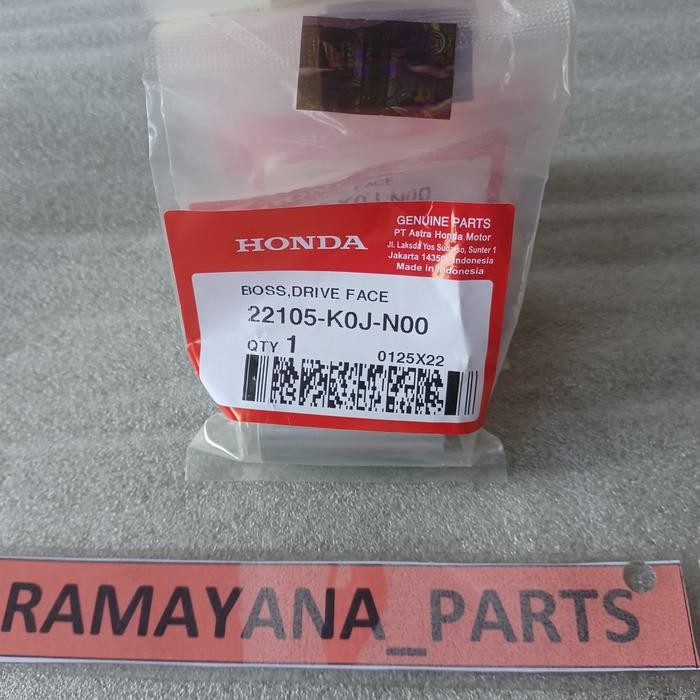 FACE
K0J-N00
HONDA
GENUINE PARTS
PT Astra Honda Motor
Jl. Laksda Yos Sudarso, Sunter 1
Jakarta 14350, Indonesia
Made in Indonesia
BOSS,DRIVE FACE
22105-K0J-N00
QTY 1
0125X22
RAMAYANA_PARTS